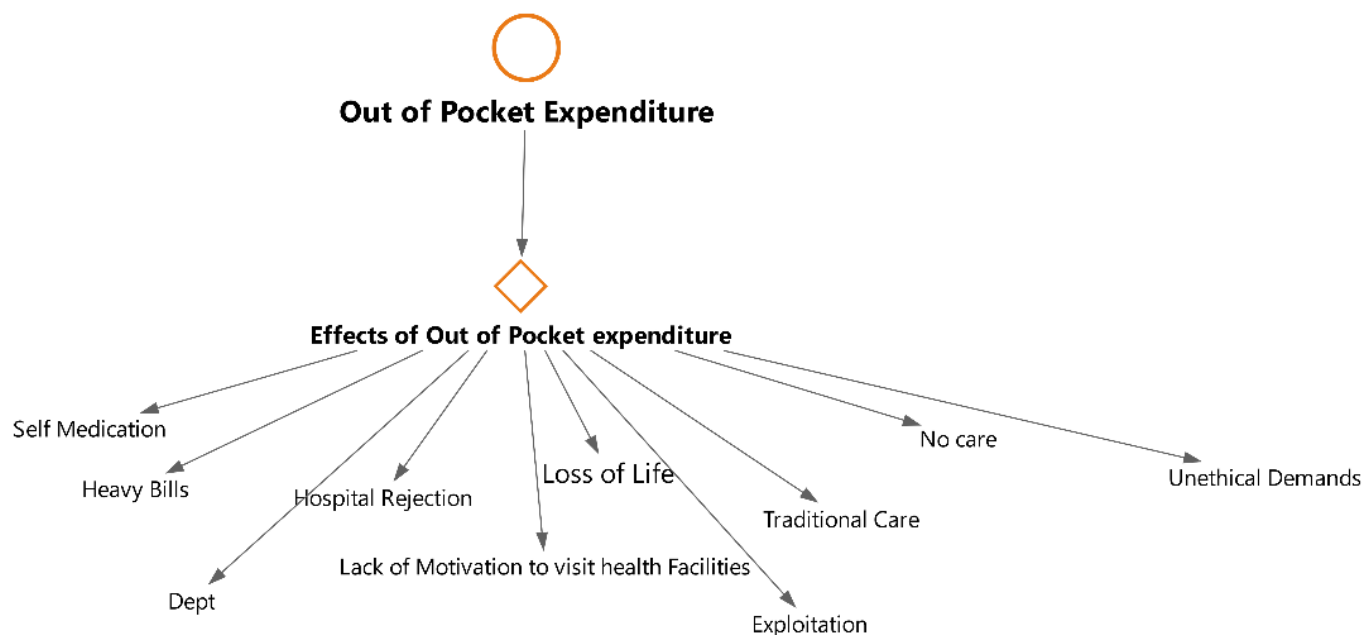 Out of Pocket Expenditure
Effects of Out of Pocket expenditure
Self Medication
No care
Loss of Life
Unethical Demands
Heavy Bills
Hospital Rejection
Traditional Care
Lack of Motivation to visit health Facilities
Dept
Exploitation